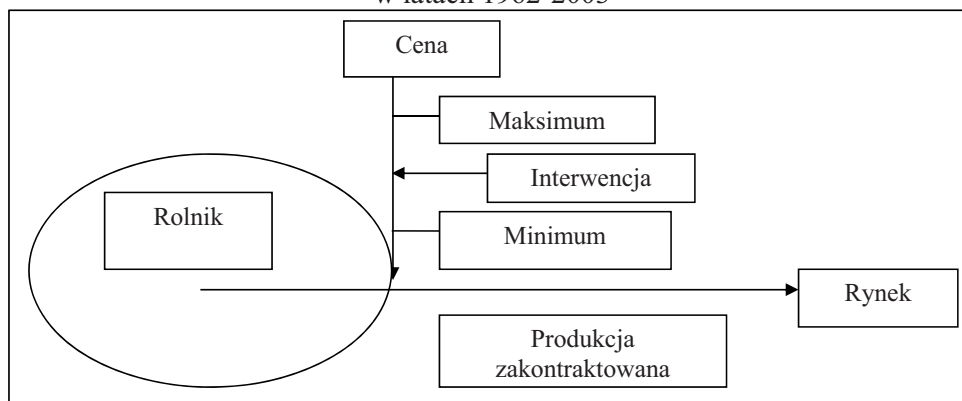 w latach 1962-2003
Cena
Maksimum
Interwencja
Rolnik
Minimum
Rynek
Produkcja
zakontraktowana